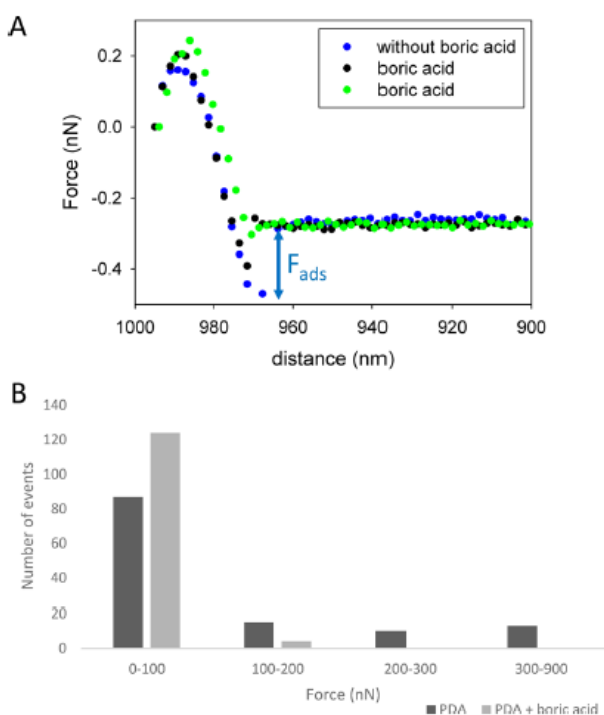 A
without boric acid
boric acid
boric acid
0.2
0.0
-0.2
-0.4
Force (nN)
Fads
1000 980 960 940 920 900
distance (nm)
B
140
120
100
80
60
40
20
0
Number of events
0-100 100-200 200-300 300-900
Force (nN)
PDA PDA + boric acid